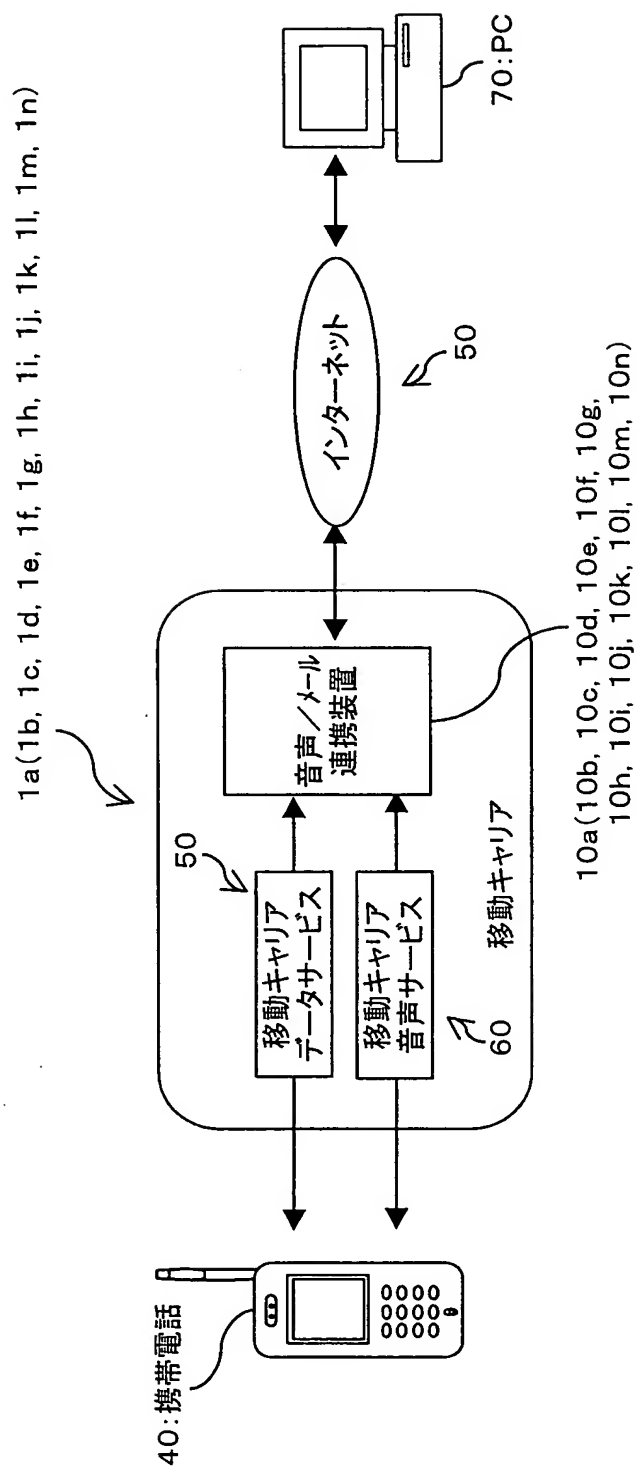 1a(1b, 1c, 1d, 1e, 1f, 1g, 1h, 1i, 1j, 1k, 1l, 1m, 1n)
40:携帯電話
50
移動キャリア
データサービス
移動キャリア
音声サービス
60
音声／メール
連携装置
移動キャリア
10a(10b, 10c, 10d, 10e, 10f, 10g,
10h, 10i, 10j, 10k, 10l, 10m, 10n)
インターネット
50
70:PC